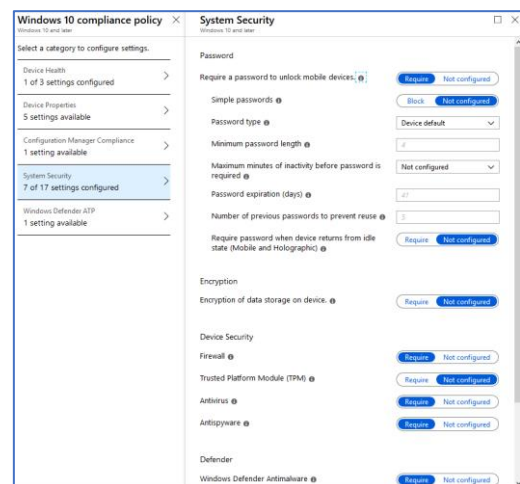 Windows 10 compliance policy
Windows 10 and later
Select a category to configure settings.
Device Health
1 of 3 settings configured
Device Properties
5 settings available
Configuration Manager Compliance
1 setting available
System Security
7 of 17 settings configured
Windows Defender ATP
1 setting available
System Security
Windows 10 and later
Password
Require a password to unlock mobile devices. Require Not configured
Simple passwords Block Not configured
Password type Device default
Minimum password length 4
Maximum minutes of inactivity before password is
required Not configured
Password expiration (days) 41
Number of previous passwords to prevent reuse 5
Require password when device returns from idle
state (Mobile and Holographic) Require Not configured
Encryption
Encryption of data storage on device. Require Not configured
Device Security
Firewall Require Not configured
Trusted Platform Module (TPM) Require Not configured
Antivirus Require Not configured
Antispyware Require Not configured
Defender
Windows Defender Antimalware Require Not configured